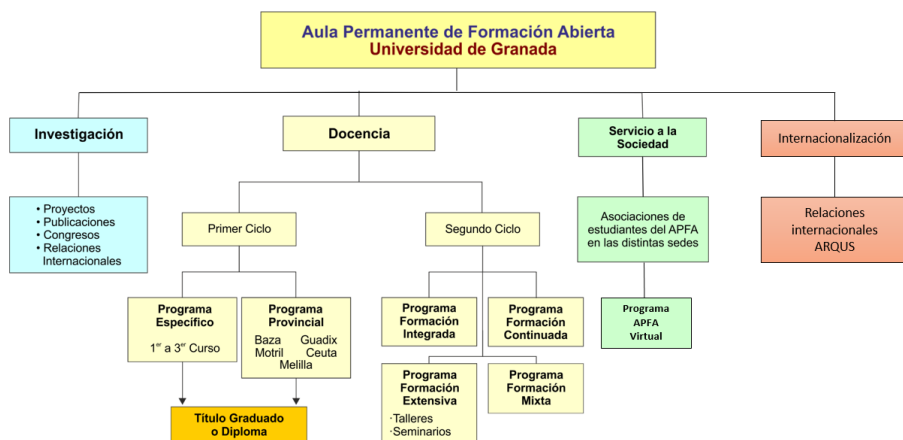 Aula Permanente de Formación Abierta
Universidad de Granada
Investigación
Docencia
Servicio a la
Sociedad
Internacionalización
• Proyectos
• Publicaciones
• Congresos
• Relaciones
Internacionales
Primer Ciclo
Segundo Ciclo
Asociaciones de
estudiantes del APFA
en las distintas sedes
Relaciones
internacionales
ARQUS
Programa
Específico
1er a 3er Curso
Programa
Provincial
Baza Guadix
Motril Ceuta
Melilla
Programa
Formación
Integrada
Programa
Formación
Continuada
Programa
APFA
Virtual
Programa
Formación
Extensiva
·Talleres
·Seminarios
Programa
Formación
Mixta
Título Graduado
o Diploma